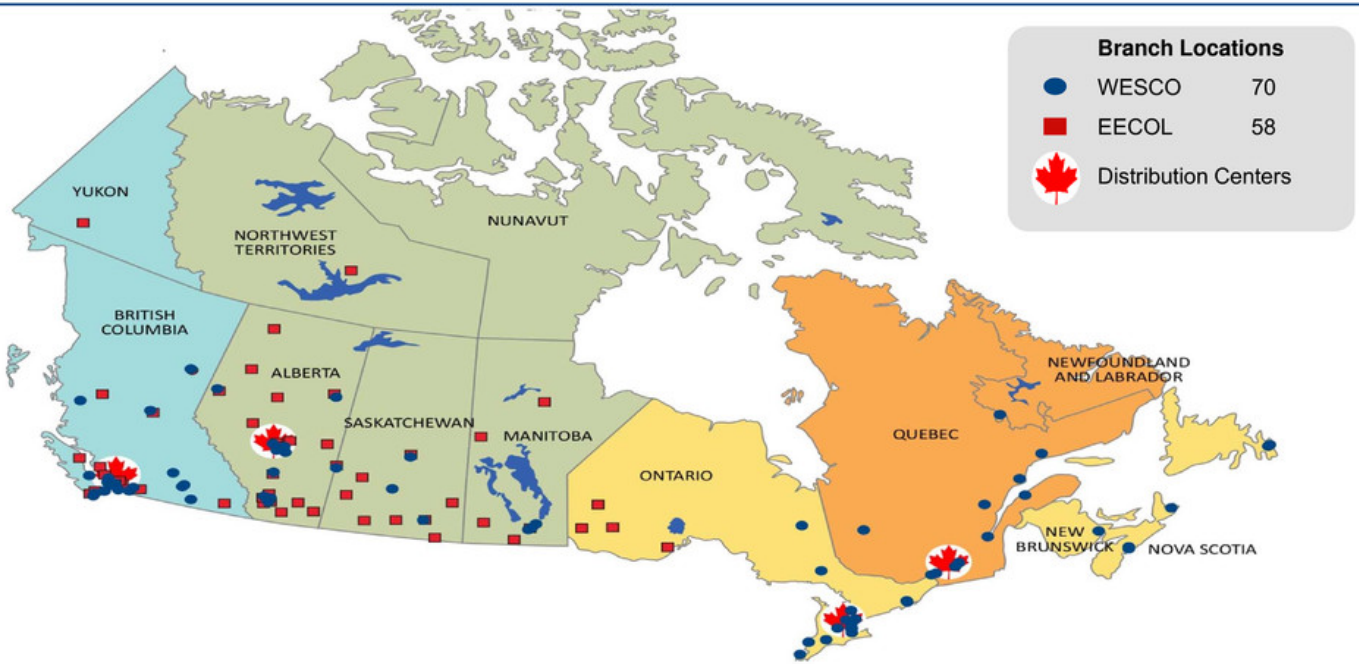 Branch Locations
WESCO 70
EECOL 58
Distribution Centers
YUKON
NORTHWEST
TERRITORIES
NUNAVUT
BRITISH
COLUMBIA
ALBERTA
SASKATCHEWAN
MANITOBA
ONTARIO
QUEBEC
NEWFOUNDLAND
AND LABRADOR
NEW
BRUNSWICK
NOVA SCOTIA